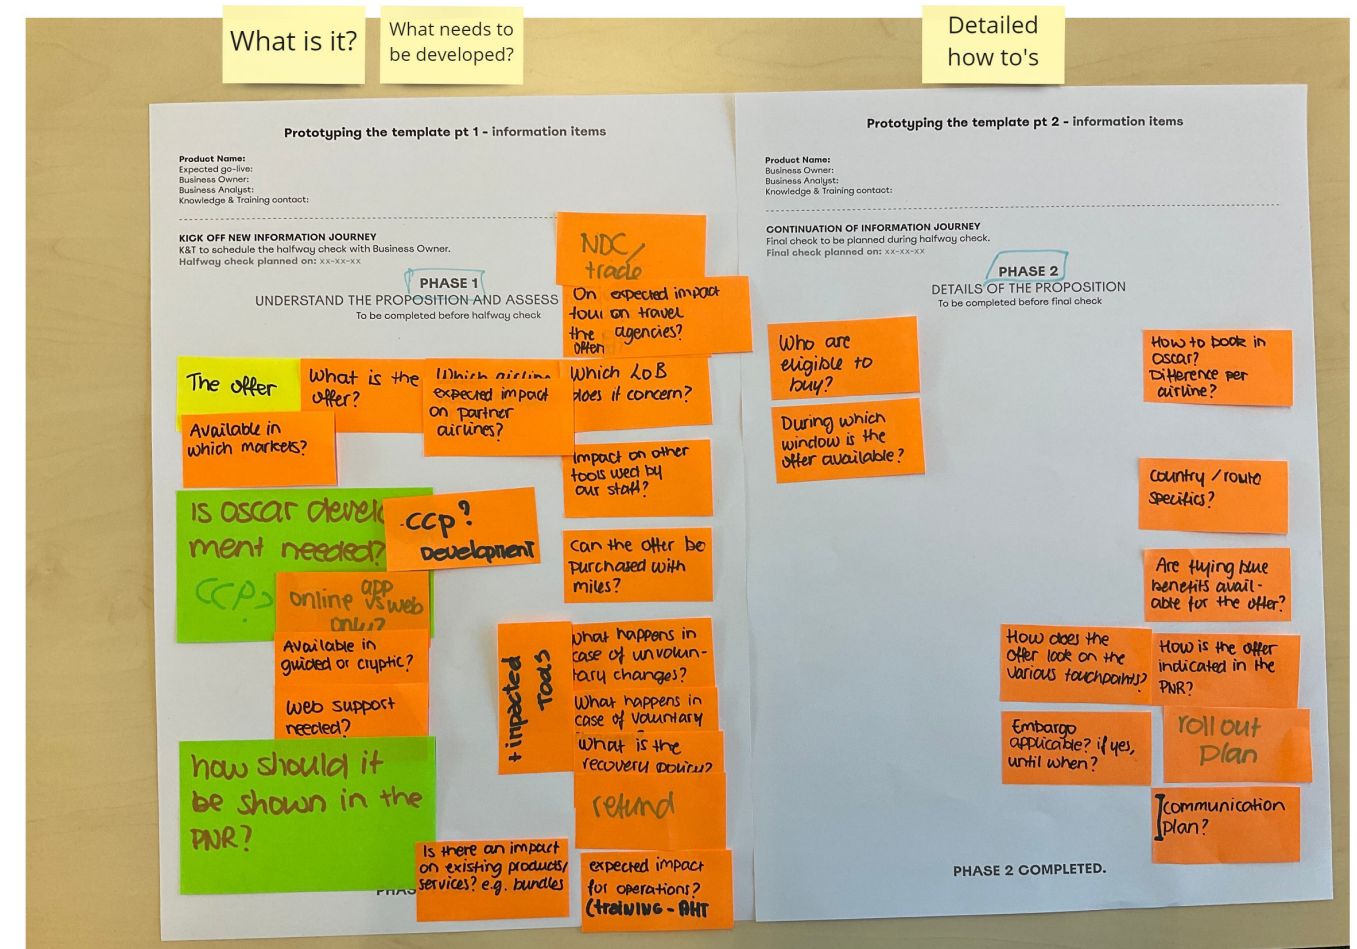 What is it?
What needs to
be developed?
Detailed
how to's
Prototyping the template pt 1 - information items
Product Name:
Expected go-live:
Business Owner:
Business Analyst:
Knowledge & Training contact:
KICK OFF NEW INFORMATION JOURNEY
K&T to schedule the halfway check with Business Owner.
Halfway check planned on: xx-xx-xx
PHASE 1
UNDERSTAND THE PROPOSITION AND ASSESS
To be completed before halfway check
NDC/
trade
On expected impact
tour on travel
the agencies?
offer
The offer
What is the
offer?
Which airline
expected impact
on partner
airlines?
Which LOB
does it concern?
Available in
which markets?
Impact on other
tools used by
our staff?
Is oscar develop
ment needed?
CCP?
CCP?
Development
Can the offer be
purchased with
miles?
online app
vs web
only?
Available in
guided or cryptic?
Web support
needed?
+ impacted
Tools
What happens in
case of unvolun-
tary changes?
What happens in
case of voluntary
What is the
recovery policy?
refund
how should it
be shown in the
PNR?
Is there an impact
on existing products/
services? e.g. bundles
expected impact
for operations?
(training - AHT
PHAS
Prototyping the template pt 2 - information items
Product Name:
Business Owner:
Business Analyst:
Knowledge & Training contact:
CONTINUATION OF INFORMATION JOURNEY
Final check to be planned during halfway check.
Final check planned on: xx-xx-xx
PHASE 2
DETAILS OF THE PROPOSITION
To be completed before final check
Who are
eligible to
buy?
During which
window is the
offer available?
How to book in
oscar?
Difference per
airline?
Country / route
specifics?
Are flying blue
benefits avail-
able for the offer?
How does the
offer look on the
various touchpoints?
How is the offer
indicated in the
PNR?
Embargo
applicable? if yes,
until when?
roll out
plan
communication
plan?
PHASE 2 COMPLETED.